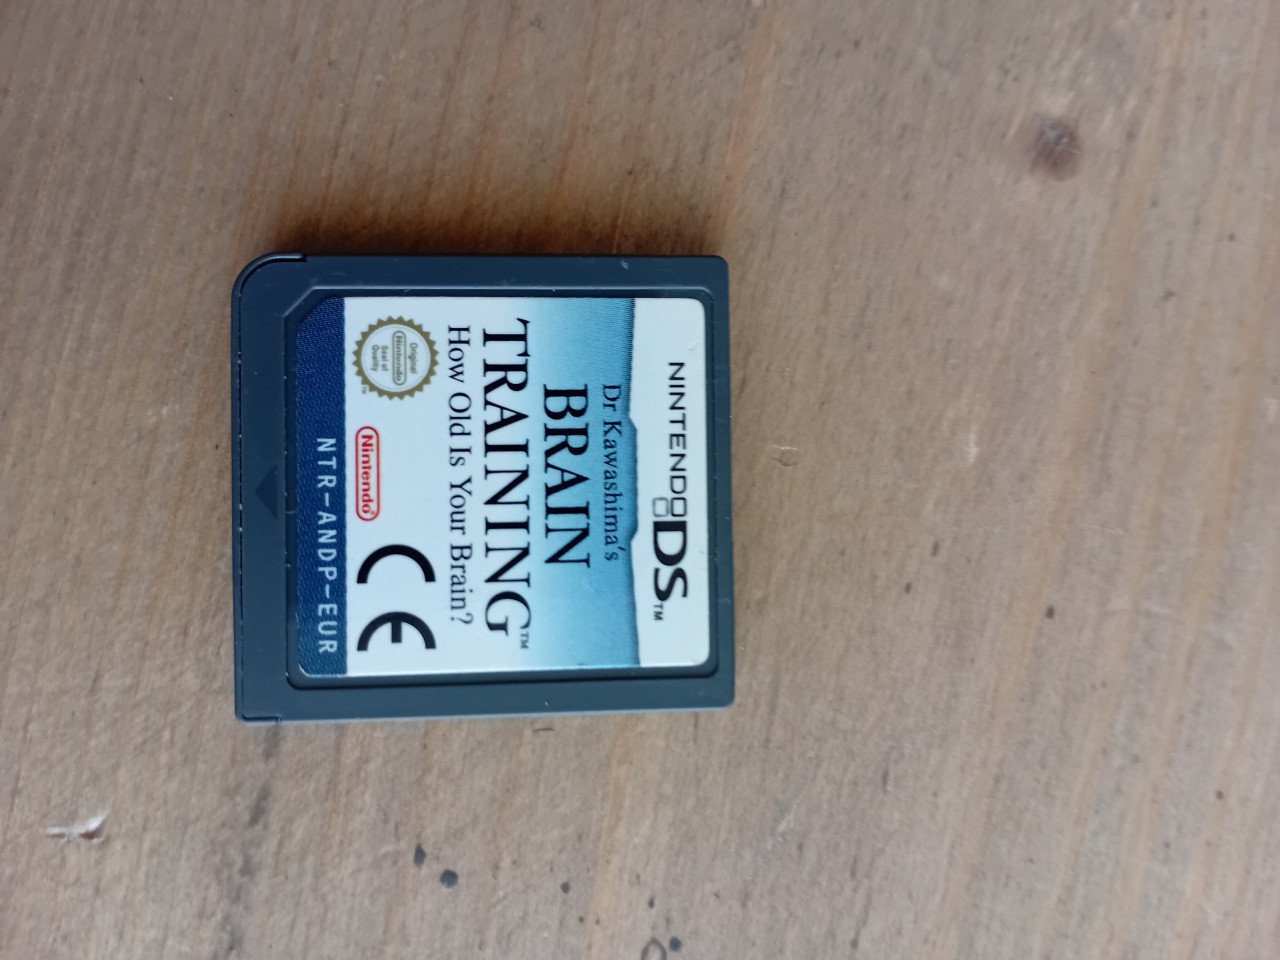 NINTENDO DS™
Dr Kawashima's
BRAIN
TRAINING™
How Old Is Your Brain?
Original
Nintendo
Seal of
Quality
™
Nintendo®
CE
NTR-ANDP-EUR